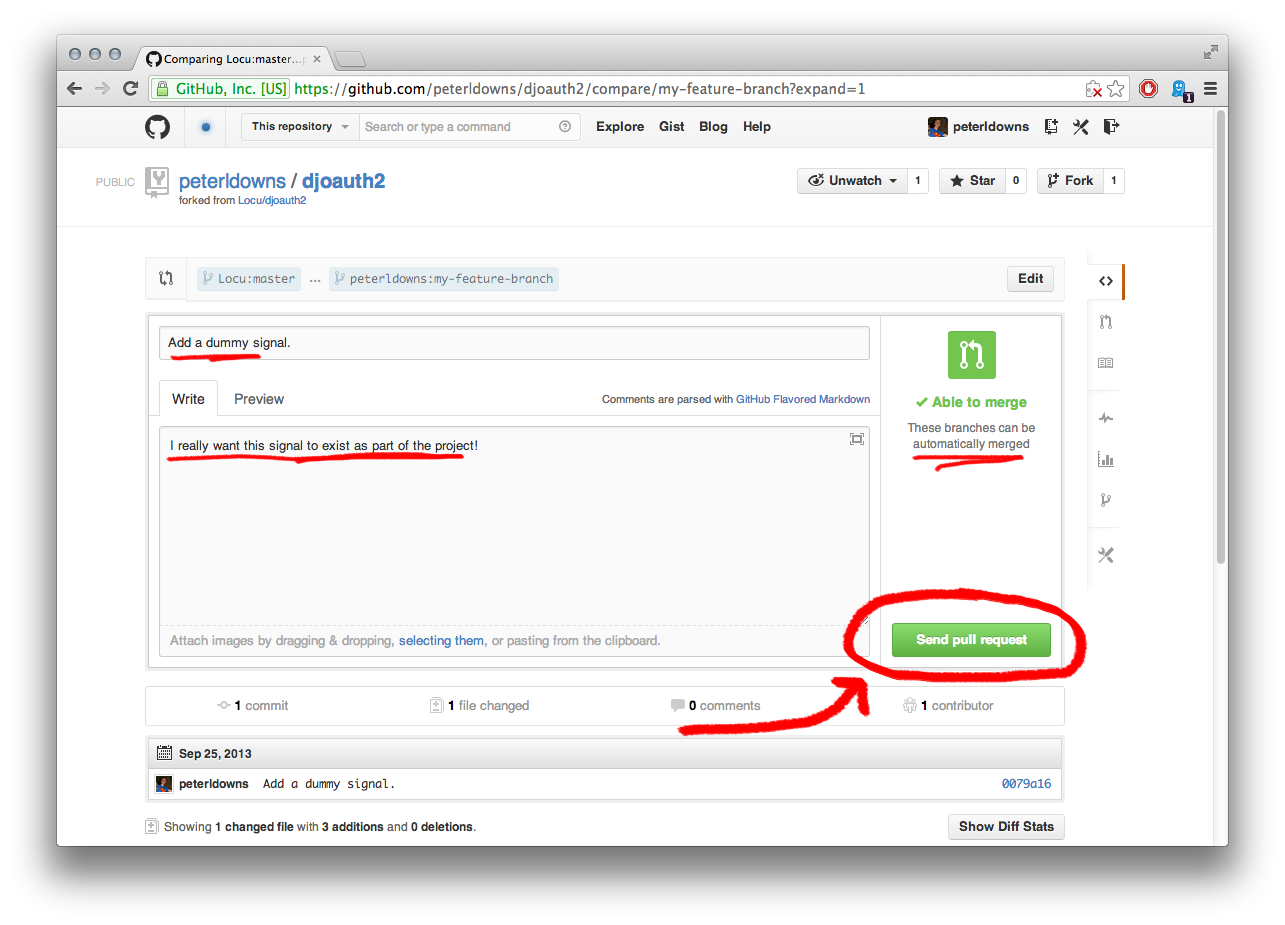 Comparing Locu:master...
GitHub, Inc. [US] https://github.com/peterldowns/djoauth2/compare/my-feature-branch?expand=1
1
This repository Search or type a command Explore Gist Blog Help peterldowns
PUBLIC peterldowns / djoauth2 Unwatch 1 Star 0 Fork 1
forked from Locu/djoauth2
Locu:master ... peterldowns:my-feature-branch Edit
Add a dummy signal.
Write Preview Comments are parsed with GitHub Flavored Markdown
Able to merge
These branches can be
automatically merged
I really want this signal to exist as part of the project!
Attach images by dragging & dropping, selecting them, or pasting from the clipboard.
Send pull request
1 commit 1 file changed 0 comments 1 contributor
Sep 25, 2013
peterldowns Add a dummy signal. 0079a16
Showing 1 changed file with 3 additions and 0 deletions. Show Diff Stats